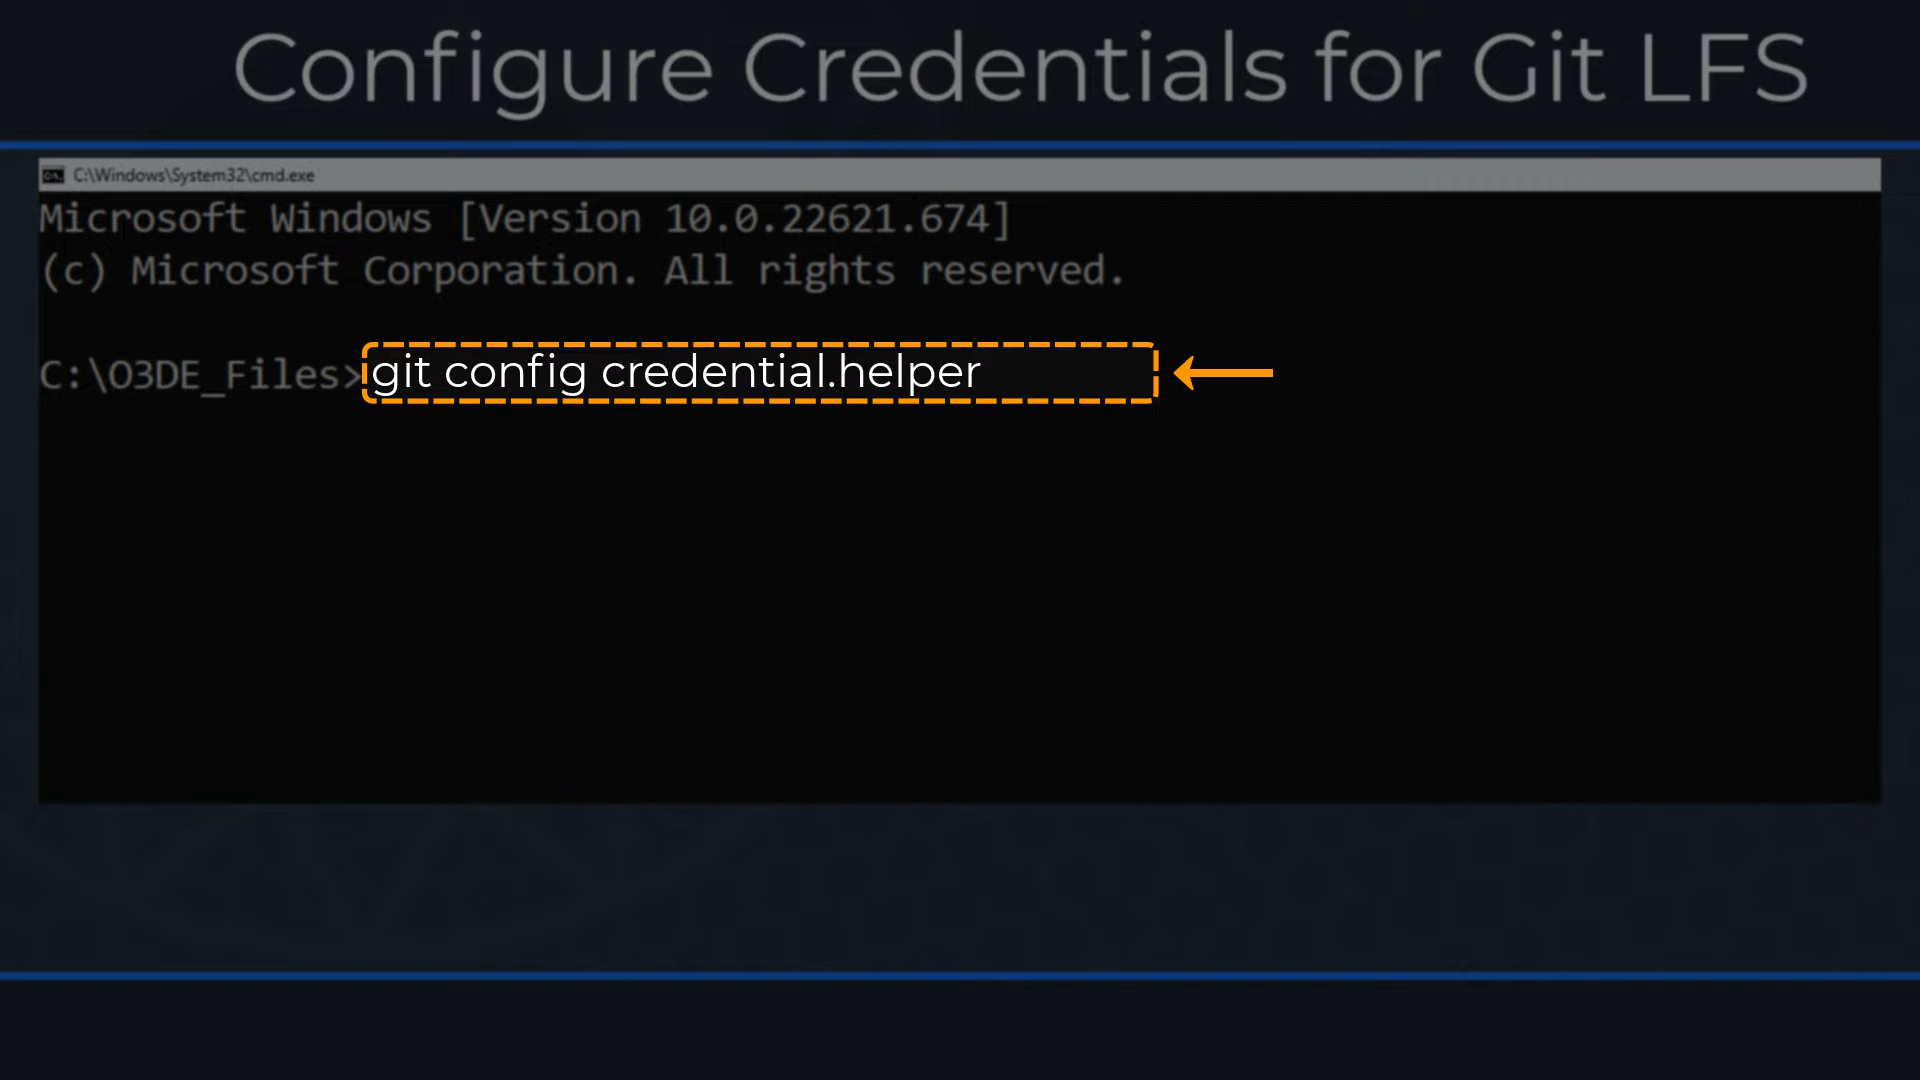 Configure Credentials for Git LFS
C:\Windows\System32\cmd.exe
Microsoft Windows [Version 10.0.22621.674]
(c) Microsoft Corporation. All rights reserved.
C:\O3DE_Files>git config credential.helper